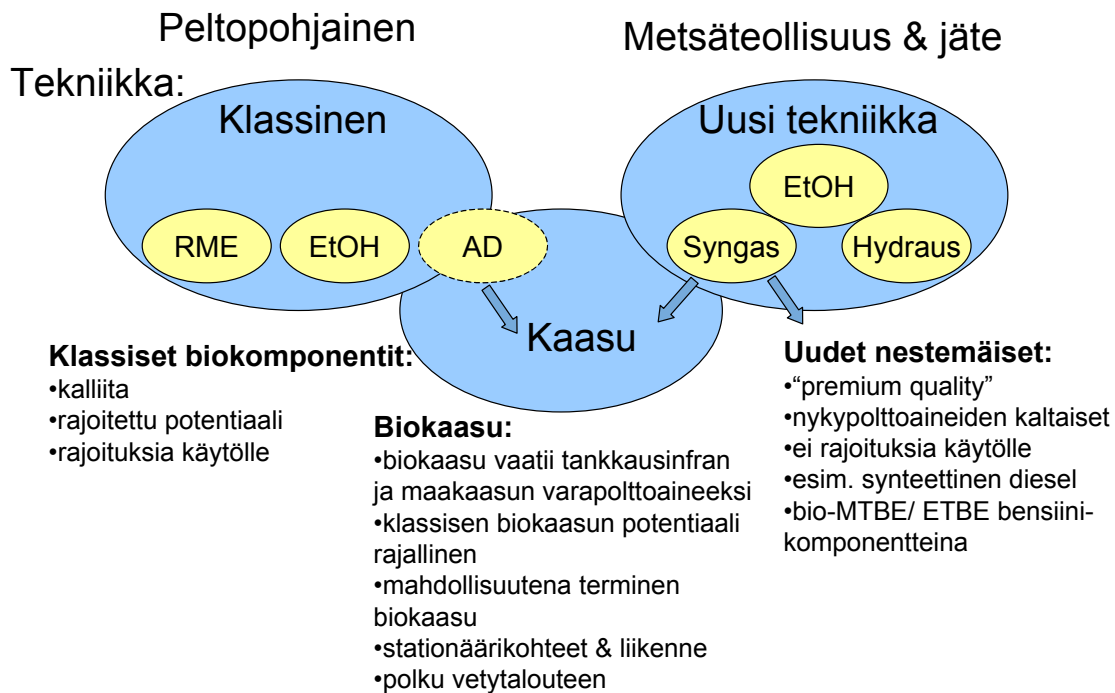 Peltopohjainen
Metsäteollisuus & jäte
Tekniikka:
Klassinen
Uusi tekniikka
RME
EtOH
AD
EtOH
Syngas
Hydraus
Kaasu
Klassiset biokomponentit:
•kalliita
•rajoitettu potentiaali
•rajoituksia käytölle
Biokaasu:
•biokaasu vaatii tankkausinfran
ja maakaasun varapolttoaineeksi
•klassisen biokaasun potentiaali
rajallinen
•mahdollisuutena terminen
biokaasu
•stationäärikohteet & liikenne
•polku vetytalouteen
Uudet nestemäiset:
•“premium quality”
•nykypolttoaineiden kaltaiset
•ei rajoituksia käytölle
•esim. synteettinen diesel
•bio-MTBE/ ETBE bensiini-
komponentteina